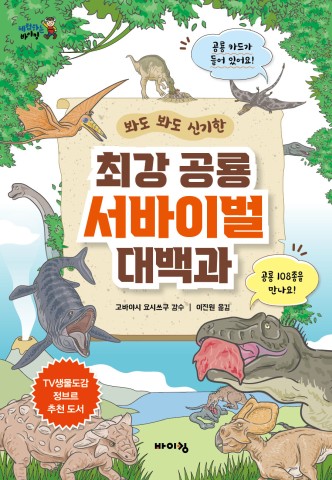 공룡 카드가
들어 있어요!
봐도 봐도 신기한
최강 공룡
서바이벌
대백과
고바야시 요시쓰구 감수 | 이진원 옮김
공룡 108종을
만나요!
TV생물도감
정브르
추천 도서
바이킹